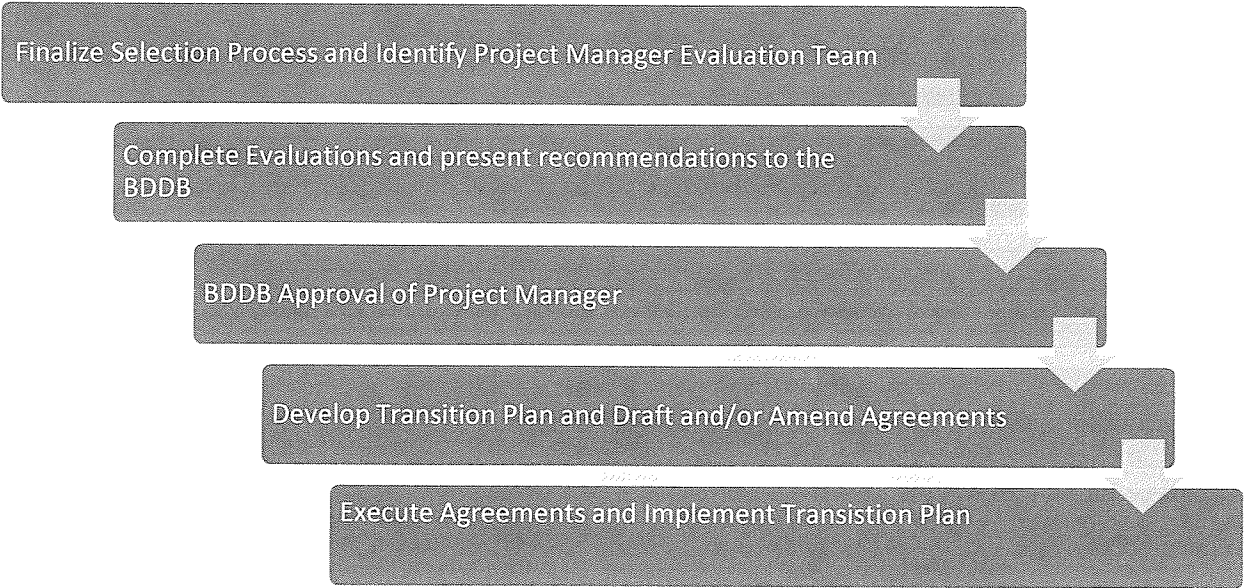 Finalize Selection Process and Identify Project Manager Evaluation Team
Complete Evaluations and present recommendations to the
BDDB
BDDB Approval of Project Manager
Develop Transition Plan and Draft and/or Amend Agreements
Execute Agreements and Implement Transistion Plan